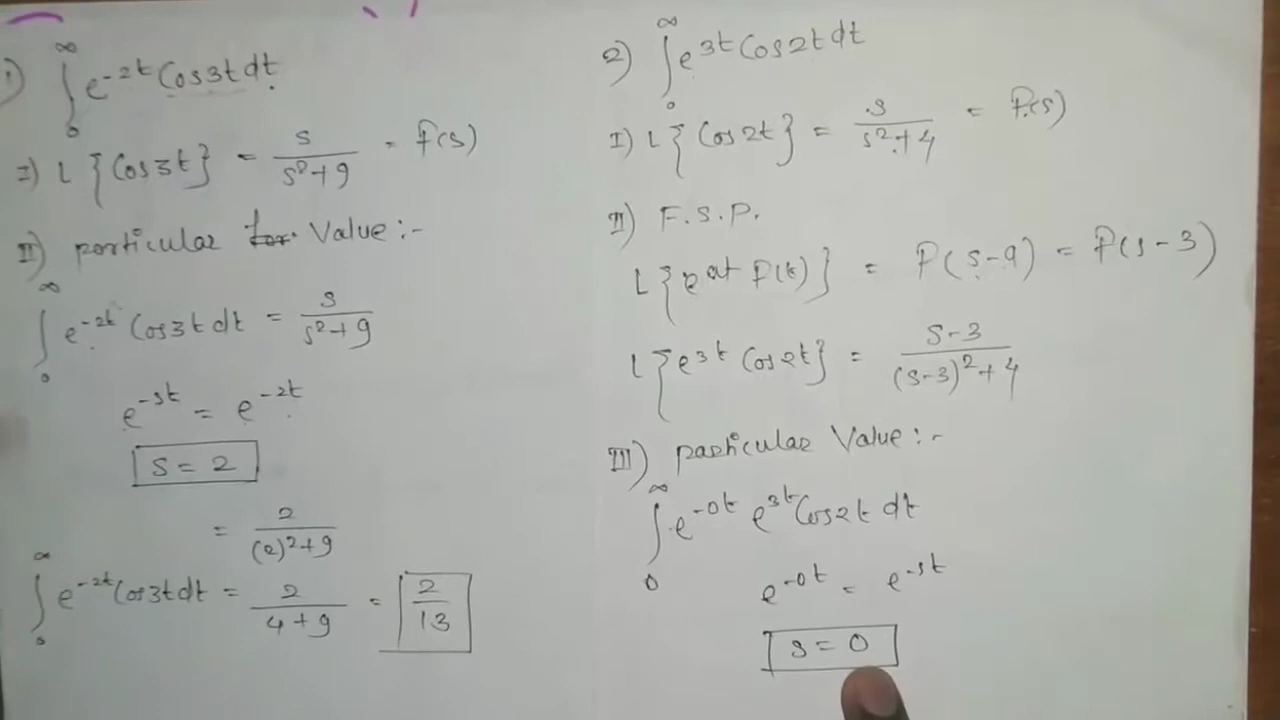 1) ∫₀^∞ e^{-2t} Cos3t dt
I) L{Cos3t} = s/(s²+9) = f(s)
II) particular for Value :-
∫₀^∞ e^{-2t} Cos3t dt = s/(s²+9)
e^{-st} = e^{-2t}
s = 2
= 2/((2)²+9)
∫₀^∞ e^{-2t} Cos3t dt = 2/(4+9) = 2/13
2) ∫₀^∞ e^{3t} Cos2t dt
I) L{Cos2t} = s/(s²+4) = F(s)
II) F.S.P.
L{e^{at} f(t)} = F(s-a) = F(s-3)
L{e^{3t} Cos2t} = (s-3)/((s-3)²+4)
III) particular Value :-
∫₀^∞ e^{-0t} e^{3t} Cos2t dt
e^{-0t} = e^{-st}
s = 0